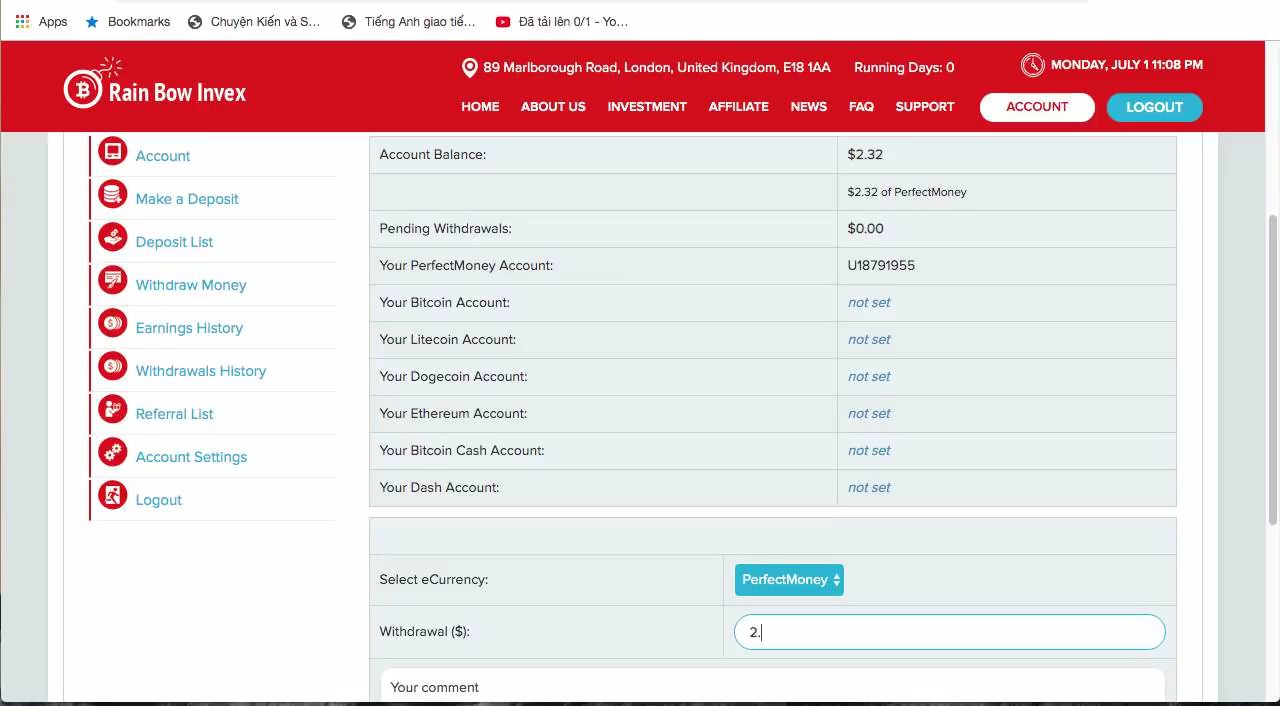 Apps Bookmarks Chuyện Kiến và S... Tiếng Anh giao tiế... Đã tải lên 0/1 - Yo...
Rain Bow Invex
89 Marlborough Road, London, United Kingdom, E18 1AA Running Days: 0 MONDAY, JULY 1 11:08 PM
HOME ABOUT US INVESTMENT AFFILIATE NEWS FAQ SUPPORT ACCOUNT LOGOUT
Account
Make a Deposit
Deposit List
Withdraw Money
Earnings History
Withdrawals History
Referral List
Account Settings
Logout
Account Balance: $2.32
$2.32 of PerfectMoney
Pending Withdrawals: $0.00
Your PerfectMoney Account: U18791955
Your Bitcoin Account: not set
Your Litecoin Account: not set
Your Dogecoin Account: not set
Your Ethereum Account: not set
Your Bitcoin Cash Account: not set
Your Dash Account: not set
Select eCurrency: PerfectMoney
Withdrawal ($): 2.
Your comment